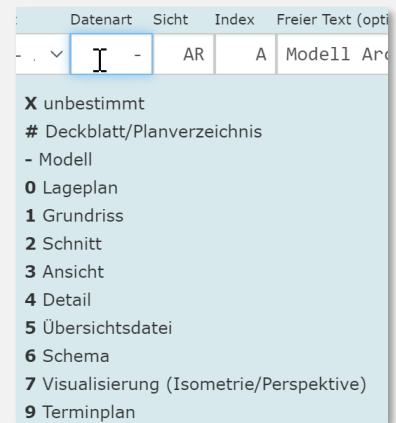 : Datenart Sicht Index Freier Text (opti
- . - AR A Modell Arc
X unbestimmt
# Deckblatt/Planverzeichnis
- Modell
0 Lageplan
1 Grundriss
2 Schnitt
3 Ansicht
4 Detail
5 Übersichtsdatei
6 Schema
7 Visualisierung (Isometrie/Perspektive)
9 Terminplan